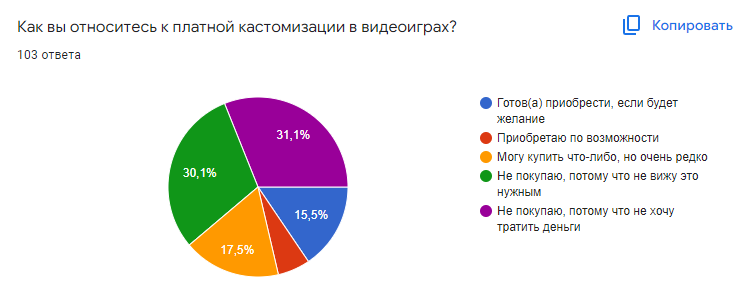 Как вы относитесь к платной кастомизации в видеоиграх?
Копировать
103 ответа
31,1%
30,1%
15,5%
17,5%
Готов(а) приобрести, если будет
желание
Приобретаю по возможности
Могу купить что-либо, но очень редко
Не покупаю, потому что не вижу это
нужным
Не покупаю, потому что не хочу
тратить деньги